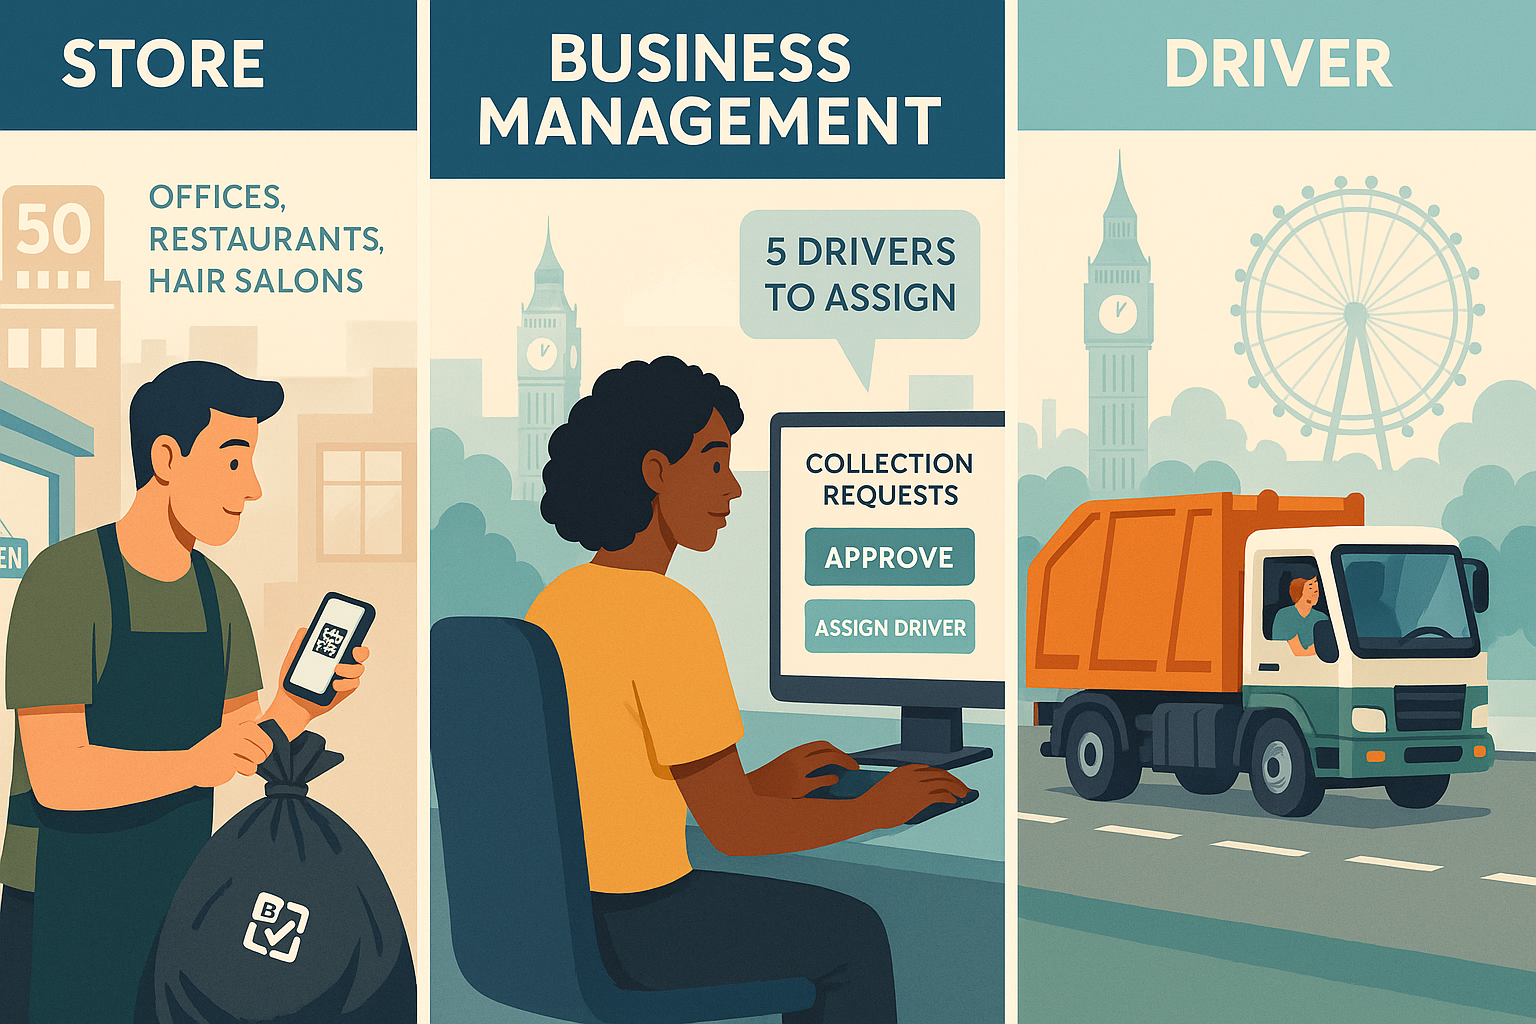 STORE
50
OFFICES,
RESTAURANTS,
HAIR SALONS
EN
B
BUSINESS
MANAGEMENT
5 DRIVERS
TO ASSIGN
COLLECTION
REQUESTS
APPROVE
ASSIGN DRIVER
DRIVER